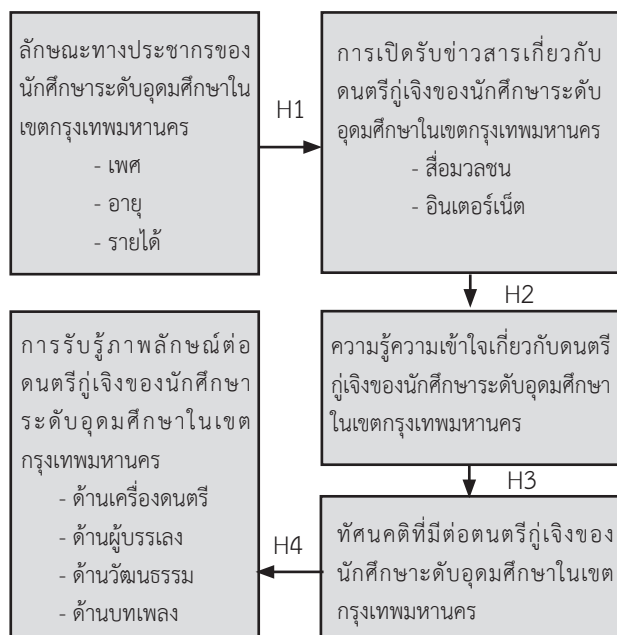 ลักษณะทางประชากรของ
นักศึกษาระดับอุดมศึกษาใน
เขตกรุงเทพมหานคร
- เพศ
- อายุ
- รายได้
H1
การเปิดรับข่าวสารเกี่ยวกับ
ดนตรีกู่เจิงของนักศึกษาระดับ
อุดมศึกษาในเขตกรุงเทพมหานคร
- สื่อมวลชน
- อินเตอร์เน็ต
H2
ความรู้ความเข้าใจเกี่ยวกับดนตรี
กู่เจิงของนักศึกษาระดับอุดมศึกษา
ในเขตกรุงเทพมหานคร
H3
ทัศนคติที่มีต่อตนตรีกู่เจิงของ
นักศึกษาะดับอุดมศึกษาในเขต
กรุงเทพมหานคร
H4
การรับรู้ภาพลักษณ์ต่อ
ดนตรีกู่เจิงของนักศึกษา
ระดับอุดมศึกษาในเขต
กรุงเทพมหานคร
- ด้านเครื่องดนตรี
- ด้านผู้บรรเลง
- ด้านวัฒนธรรม
- ด้านบทเพลง